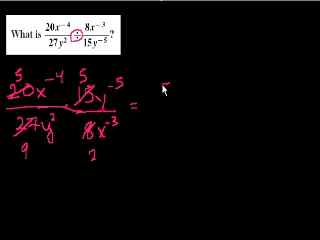 What is 20x⁻⁴/27y² ÷ 8x⁻³/15y⁻⁵?
5 5
20x⁻⁴ · 15y⁻⁵ =
27y² 8x⁻³
9 2